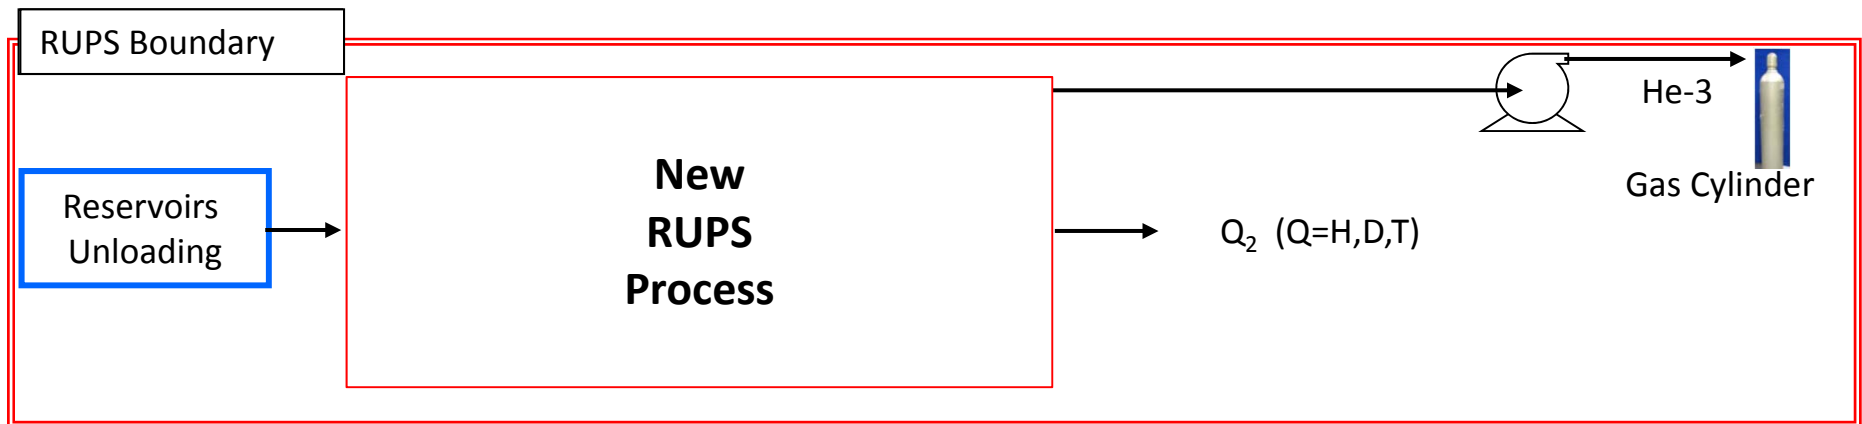 RUPS Boundary
He-3
Gas Cylinder
Reservoirs
Unloading
New
RUPS
Process
Q₂ (Q=H,D,T)